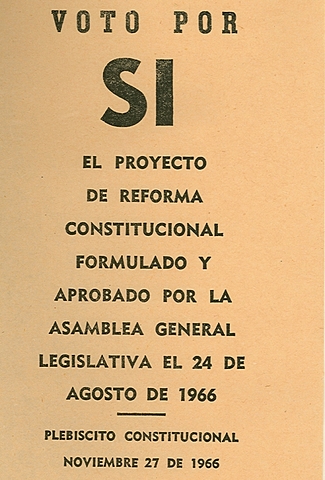 VOTO POR
SI
EL PROYECTO
DE REFORMA
CONSTITUCIONAL
FORMULADO Y
APROBADO POR LA
ASAMBLEA GENERAL
LEGISLATIVA EL 24 DE
AGOSTO DE 1966
PLEBISCITO CONSTITUCIONAL
NOVIEMBRE 27 DE 1966